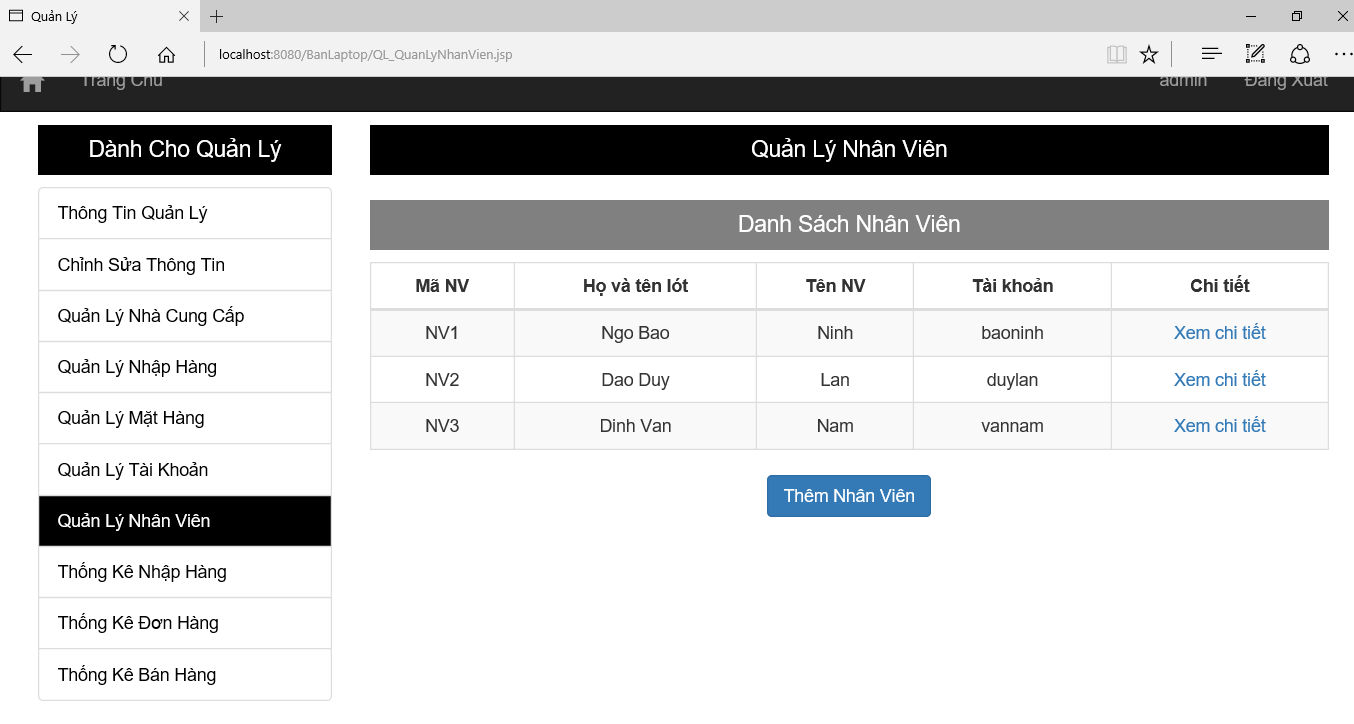 Quản Lý
localhost:8080/BanLaptop/QL_QuanLyNhanVien.jsp
Trang Chủ admin Đăng Xuất
Dành Cho Quản Lý
Thông Tin Quản Lý
Chỉnh Sửa Thông Tin
Quản Lý Nhà Cung Cấp
Quản Lý Nhập Hàng
Quản Lý Mặt Hàng
Quản Lý Tài Khoản
Quản Lý Nhân Viên
Thống Kê Nhập Hàng
Thống Kê Đơn Hàng
Thống Kê Bán Hàng
Quản Lý Nhân Viên
Danh Sách Nhân Viên
Mã NV Họ và tên lót Tên NV Tài khoản Chi tiết
NV1 Ngo Bao Ninh baoninh Xem chi tiết
NV2 Dao Duy Lan duylan Xem chi tiết
NV3 Dinh Van Nam vannam Xem chi tiết
Thêm Nhân Viên